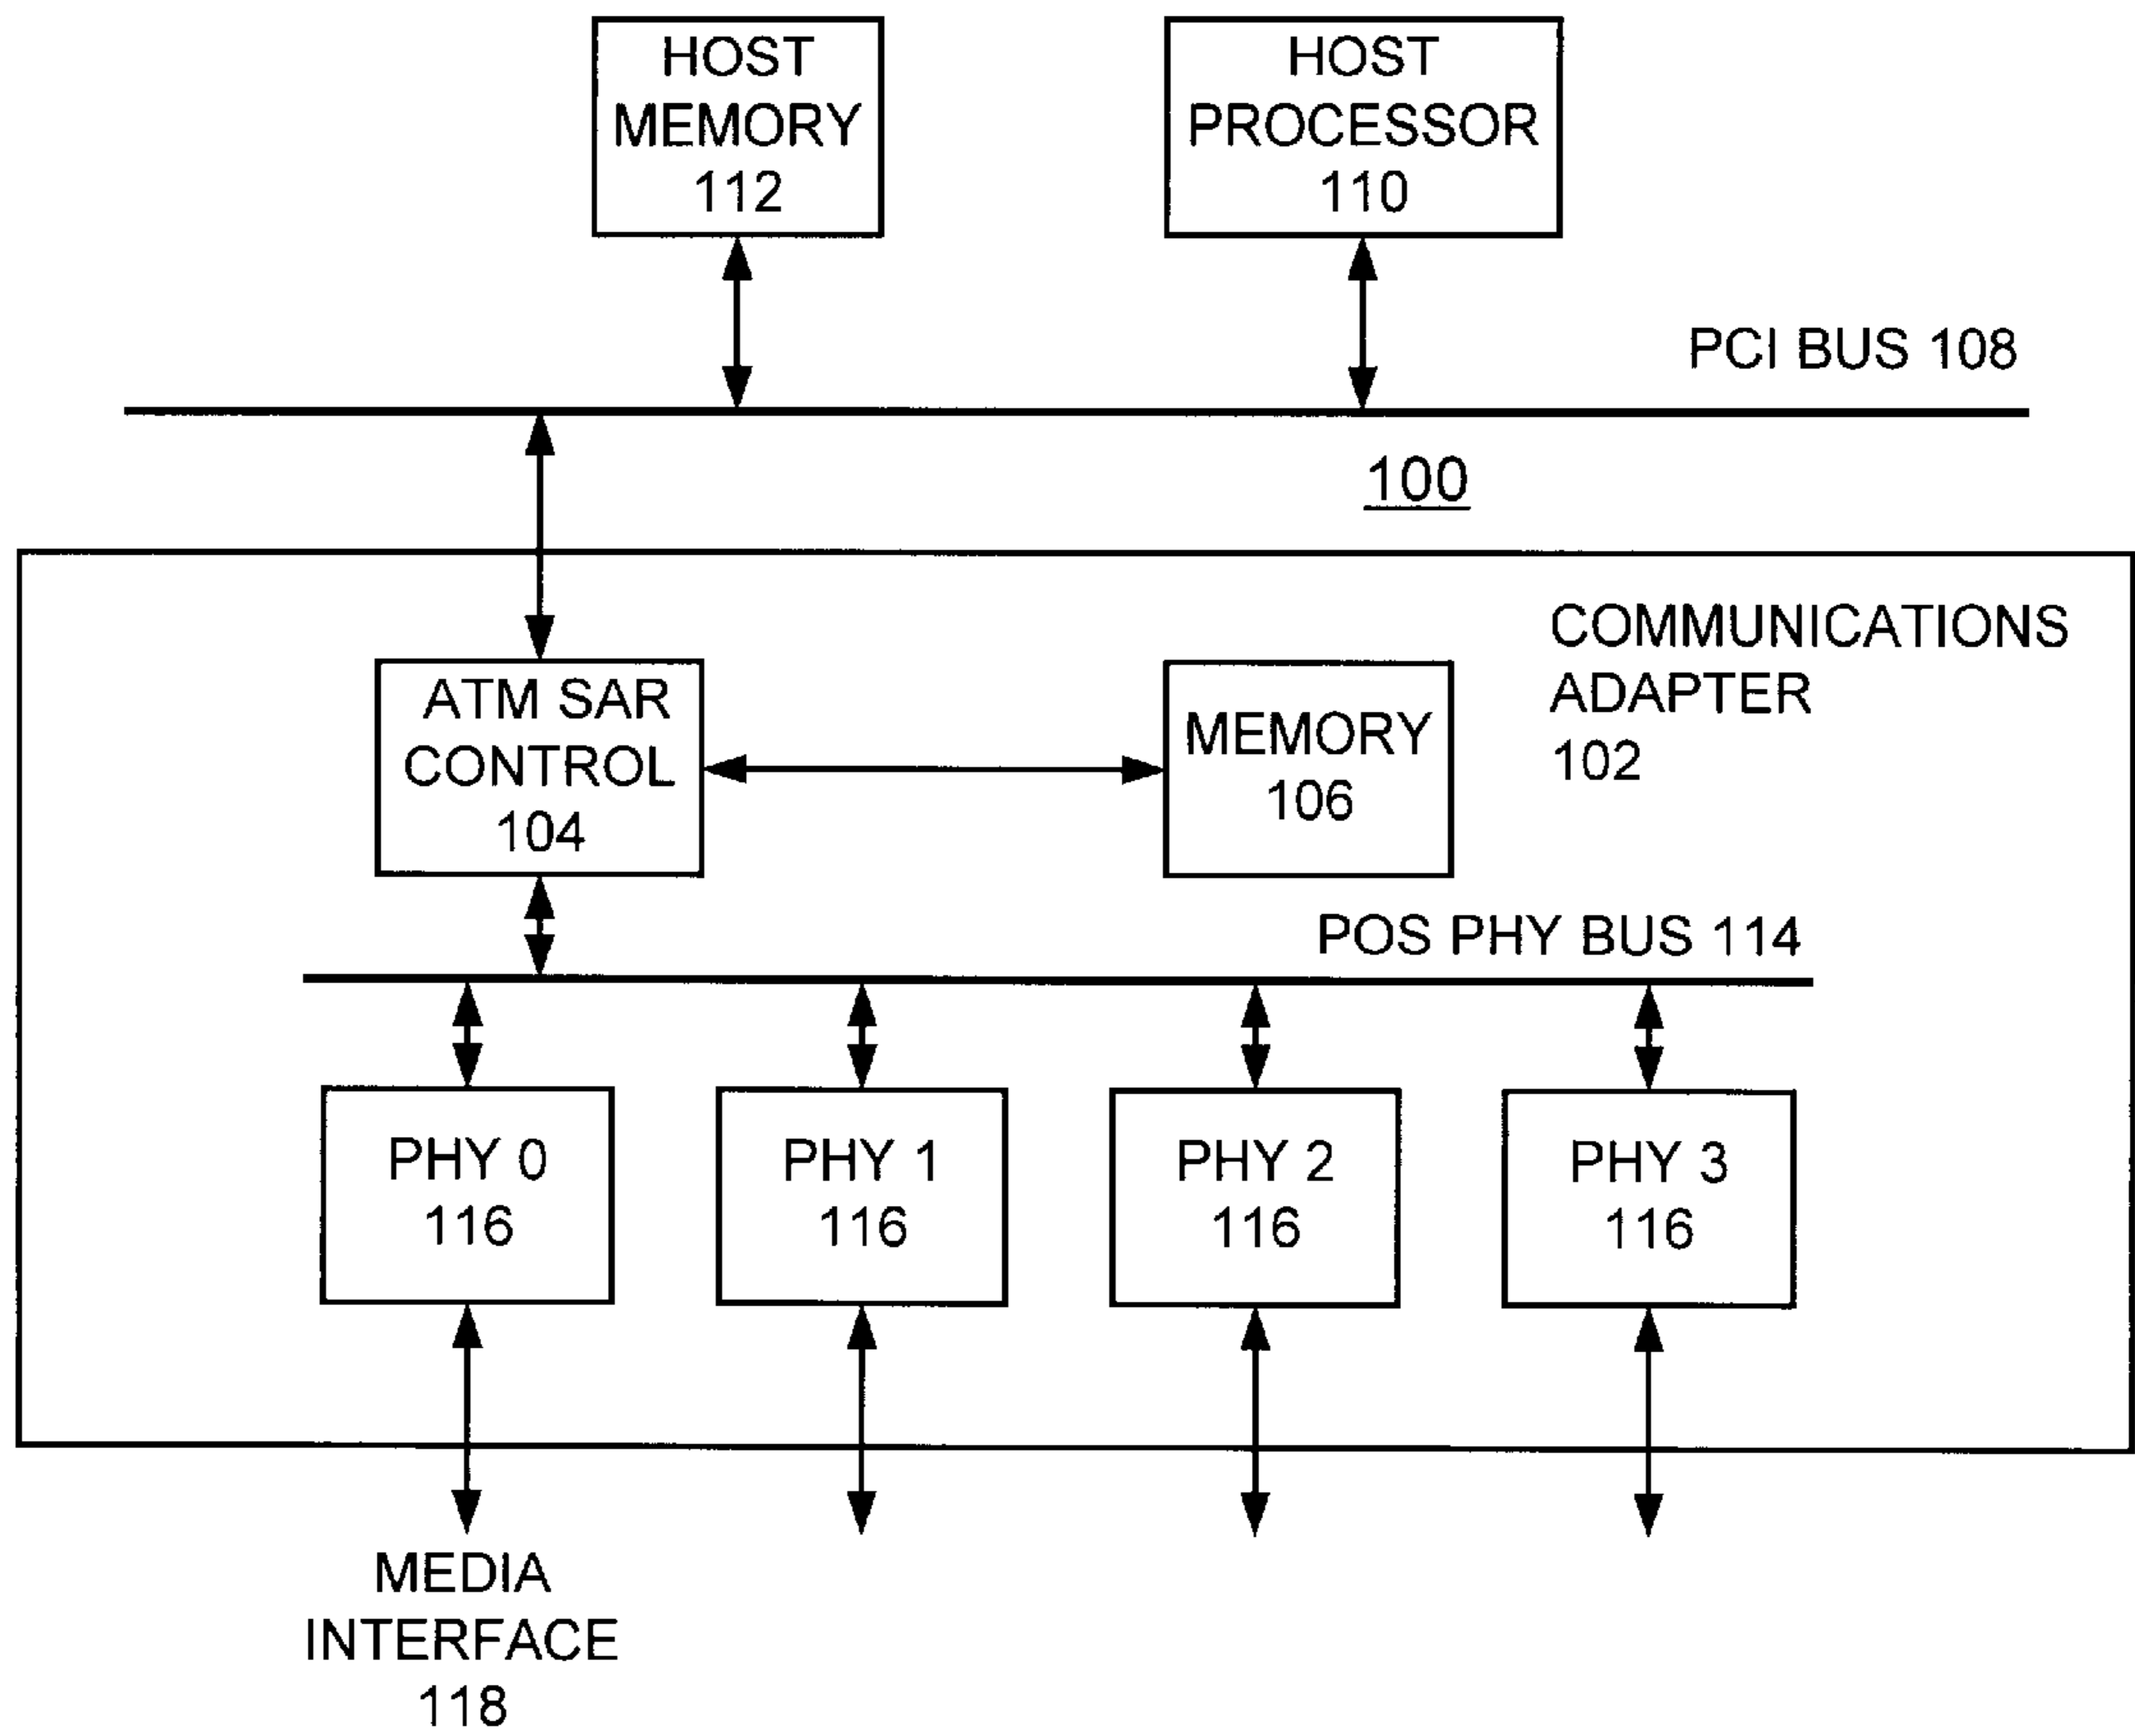 HOST
MEMORY
112
HOST
PROCESSOR
110
PCI BUS 108
100
COMMUNICATIONS
ADAPTER
102
ATM SAR
CONTROL
104
MEMORY
106
POS PHY BUS 114
PHY 0
116
PHY 1
116
PHY 2
116
PHY 3
116
MEDIA
INTERFACE
118